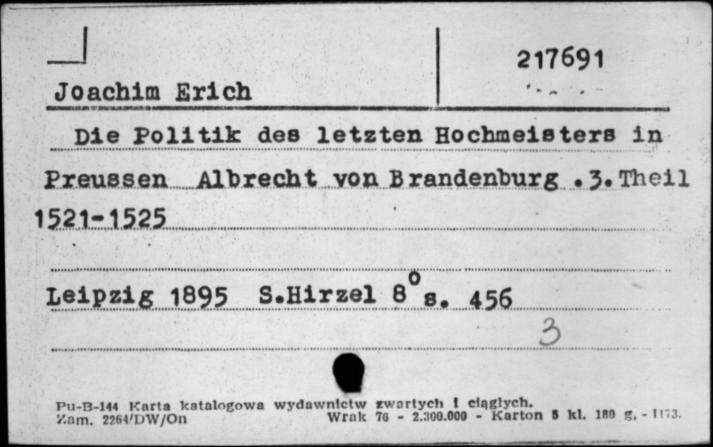 217691
Joachim Erich
Die Politik des letzten Hochmeisters in
Preussen Albrecht von Brandenburg .3.Theil
1521-1525
Leipzig 1895 S.Hirzel 8° s. 456
3
Pu-B-144 Karta katalogowa wydawnictw zwartych i ciągłych.
Zam. 2264/DW/On Wrak 76 - 2.300.000 - Karton 8 kl. 180 g. - 1173.